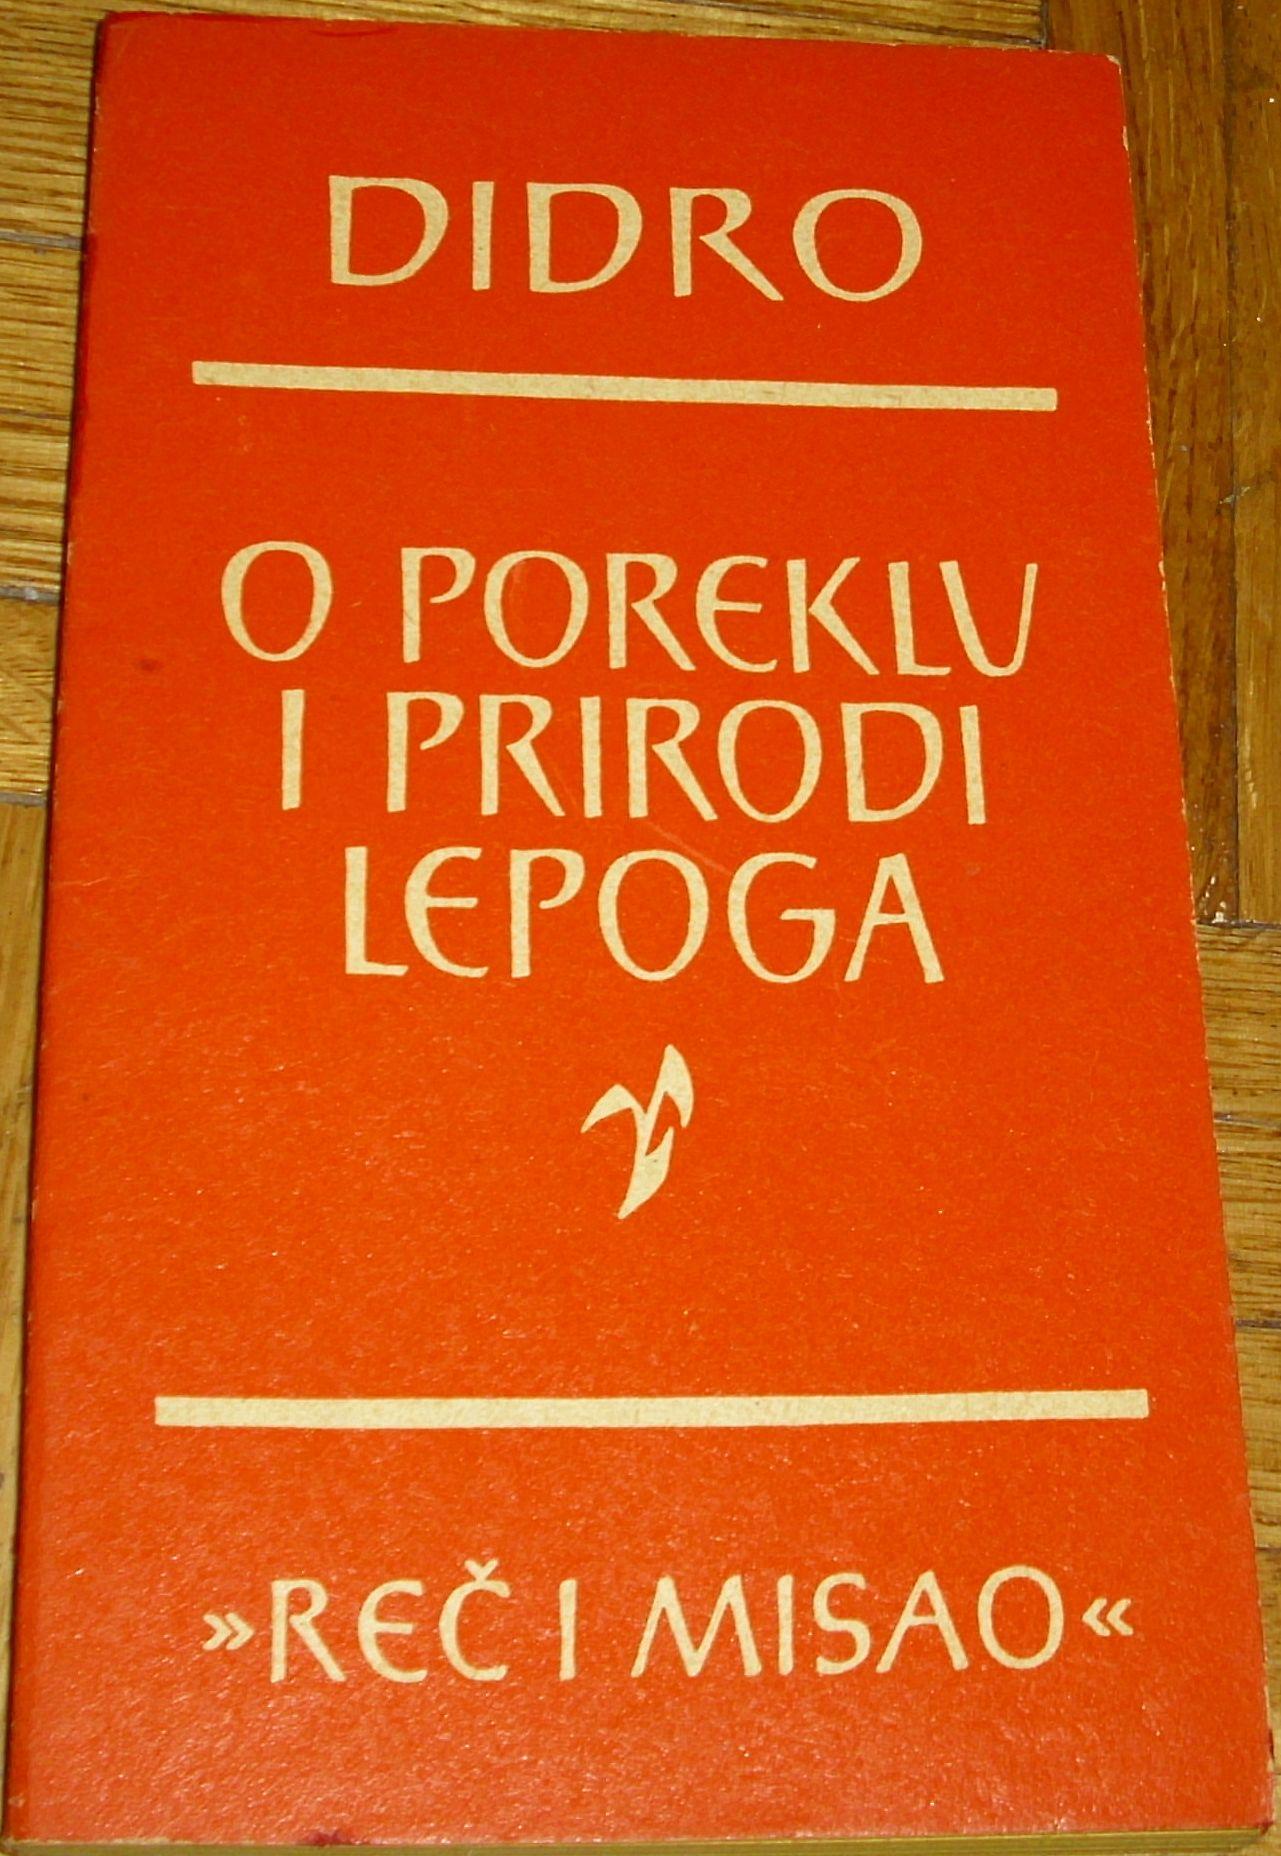 DIDRO
O POREKLU
I PRIRODI
LEPOGA
»REČ I MISAO«